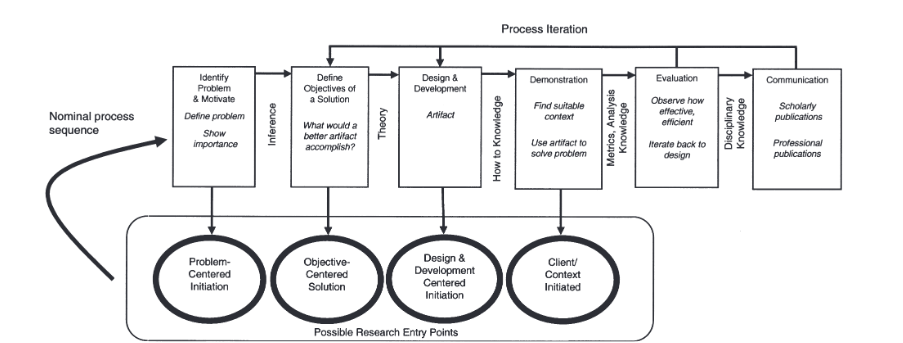 Process Iteration
Nominal process
sequence
Identify
Problem
& Motivate
Define problem
Show
importance
Inference
Define
Objectives of
a Solution
What would a
better artifact
accomplish?
Theory
Design &
Development
Artifact
How to Knowledge
Demonstration
Find suitable
context
Use artifact to
solve problem
Metrics, Analysis
Knowledge
Evaluation
Observe how
effective,
efficient
Iterate back to
design
Disciplinary
Knowledge
Communication
Scholarly
publications
Professional
publications
Problem-
Centered
Initiation
Objective-
Centered
Solution
Design &
Development
Centered
Initiation
Client/
Context
Initiated
Possible Research Entry Points